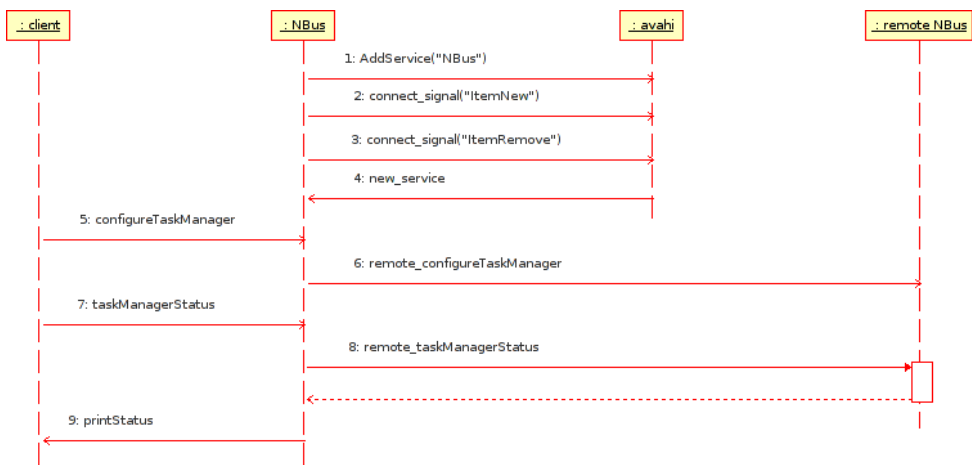 : client
: NBus
: avahi
: remote NBus
1: AddService("NBus")
2: connect_signal("ItemNew")
3: connect_signal("ItemRemove")
4: new_service
5: configureTaskManager
6: remote_configureTaskManager
7: taskManagerStatus
8: remote_taskManagerStatus
9: printStatus